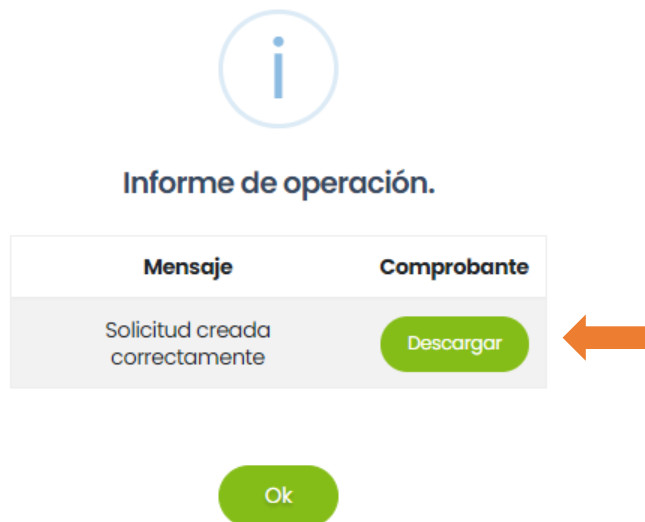 i
Informe de operación.
Mensaje Comprobante
Solicitud creada Descargar
correctamente
Ok